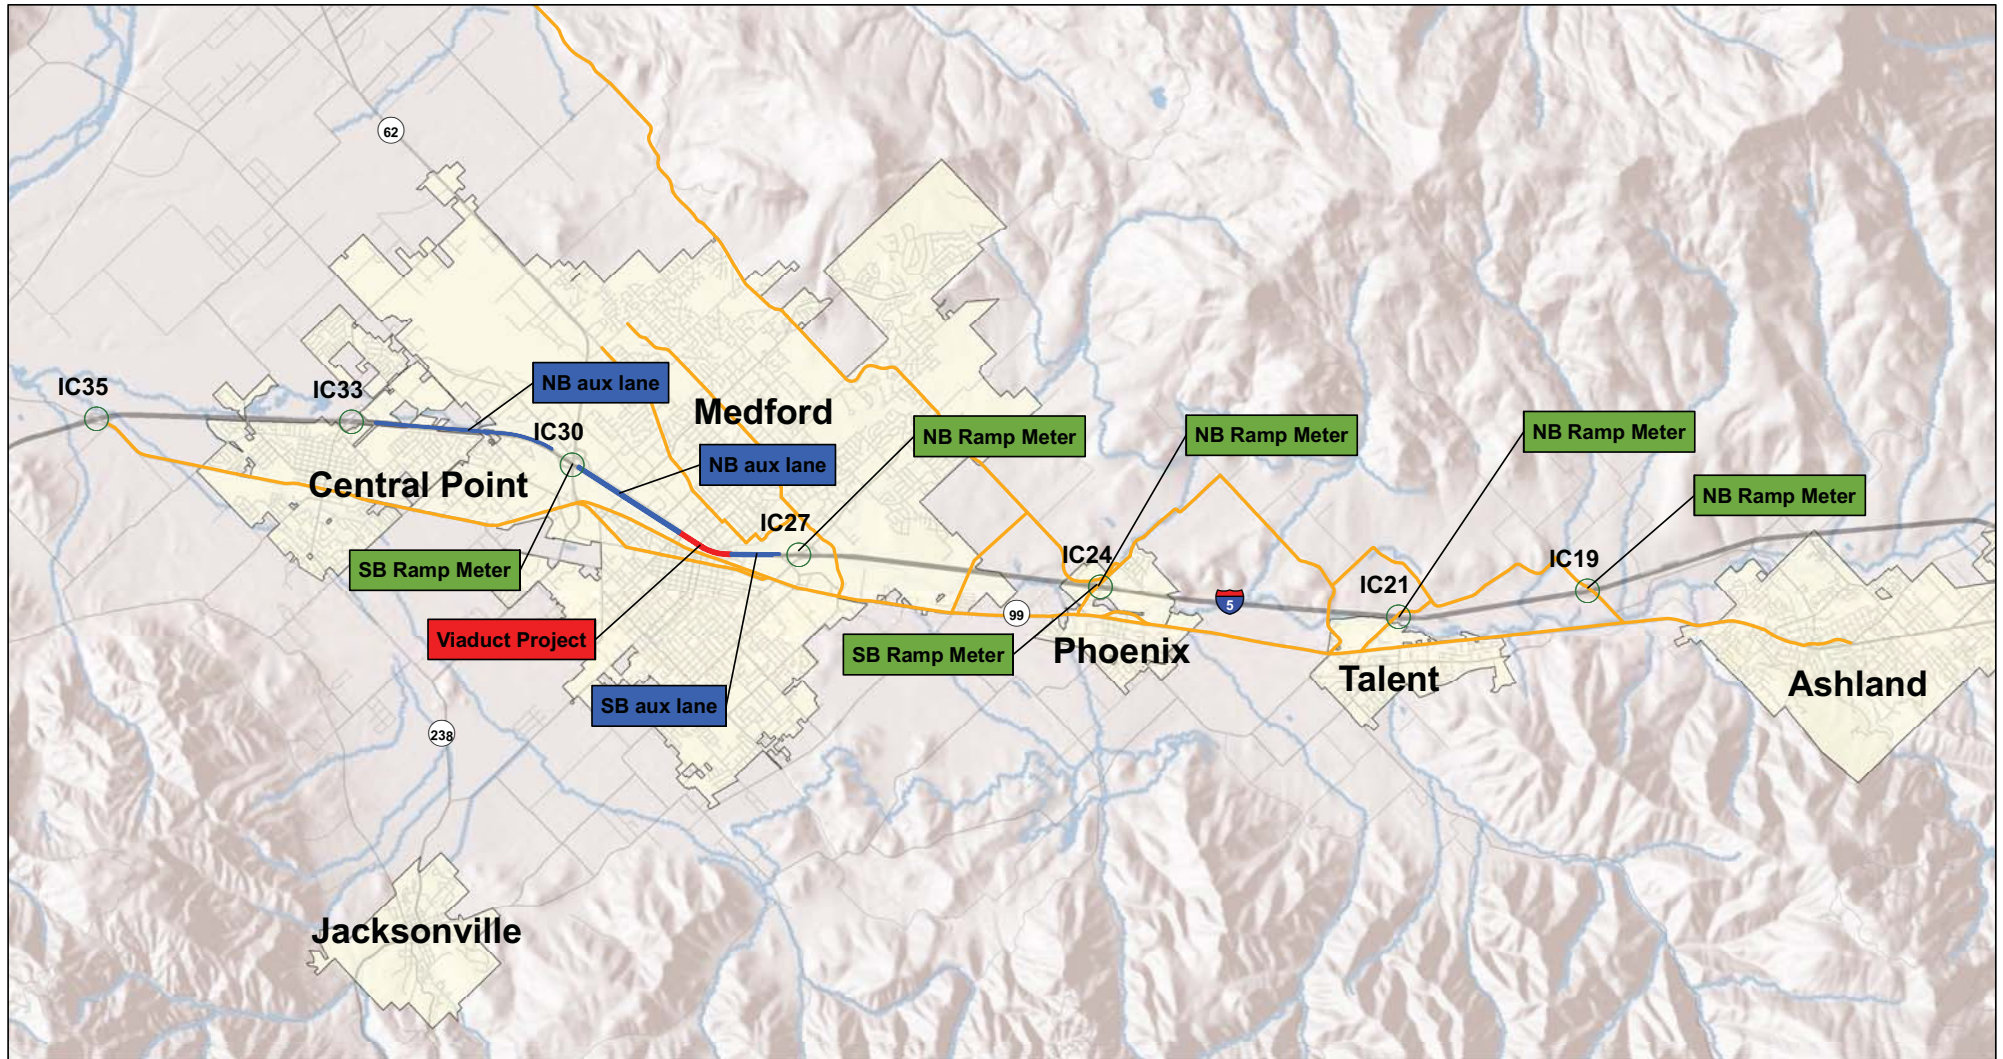 62
IC35
IC33
NB aux lane
IC30
Medford
NB Ramp Meter
NB Ramp Meter
NB Ramp Meter
Central Point
NB aux lane
NB Ramp Meter
IC27
SB Ramp Meter
IC24
IC21
IC19
5
99
Viaduct Project
SB Ramp Meter
Phoenix
Talent
Ashland
SB aux lane
238
Jacksonville